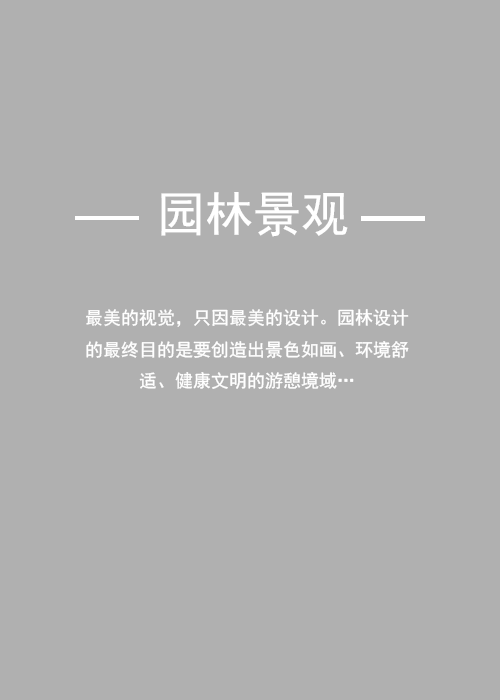 园林景观
最美的视觉，只因最美的设计。园林设计
的最终目的是要创造出景色如画、环境舒
适、健康文明的游憩境域…